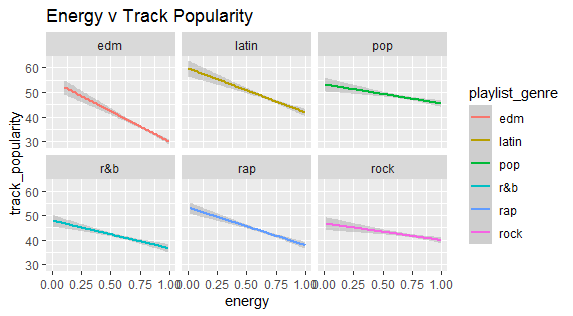 Energy v Track Popularity
edm latin pop
60
50
40
30
r&b rap rock
60
50
40
30
0.00 0.25 0.50 0.75 1.00 0.00 0.25 0.50 0.75 1.00 0.00 0.25 0.50 0.75 1.00
energy
track_popularity
playlist_genre
edm
latin
pop
r&b
rap
rock